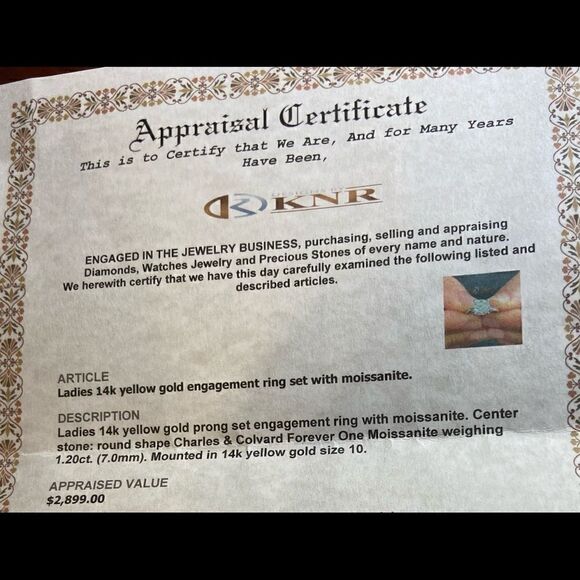 Appraisal Certificate
This is to Certify that We Are, And for Many Years
Have Been,
DESIGNS BY
KNR
ENGAGED IN THE JEWELRY BUSINESS, purchasing, selling and appraising
Diamonds, Watches Jewelry and Precious Stones of every name and nature.
We herewith certify that we have this day carefully examined the following listed and
described articles.
ARTICLE
Ladies 14k yellow gold engagement ring set with moissanite.
DESCRIPTION
Ladies 14k yellow gold prong set engagement ring with moissanite. Center
stone: round shape Charles & Colvard Forever One Moissanite weighing
1.20ct. (7.0mm). Mounted in 14k yellow gold size 10.
APPRAISED VALUE
$2,899.00